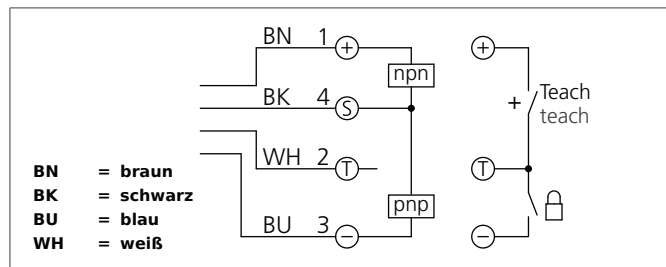 BN 1 +
npn
BK 4 S
WH 2 T
pnp
BU 3 −
+
+ Teach
teach
T
−
BN = braun
BK = schwarz
BU = blau
WH = weiß